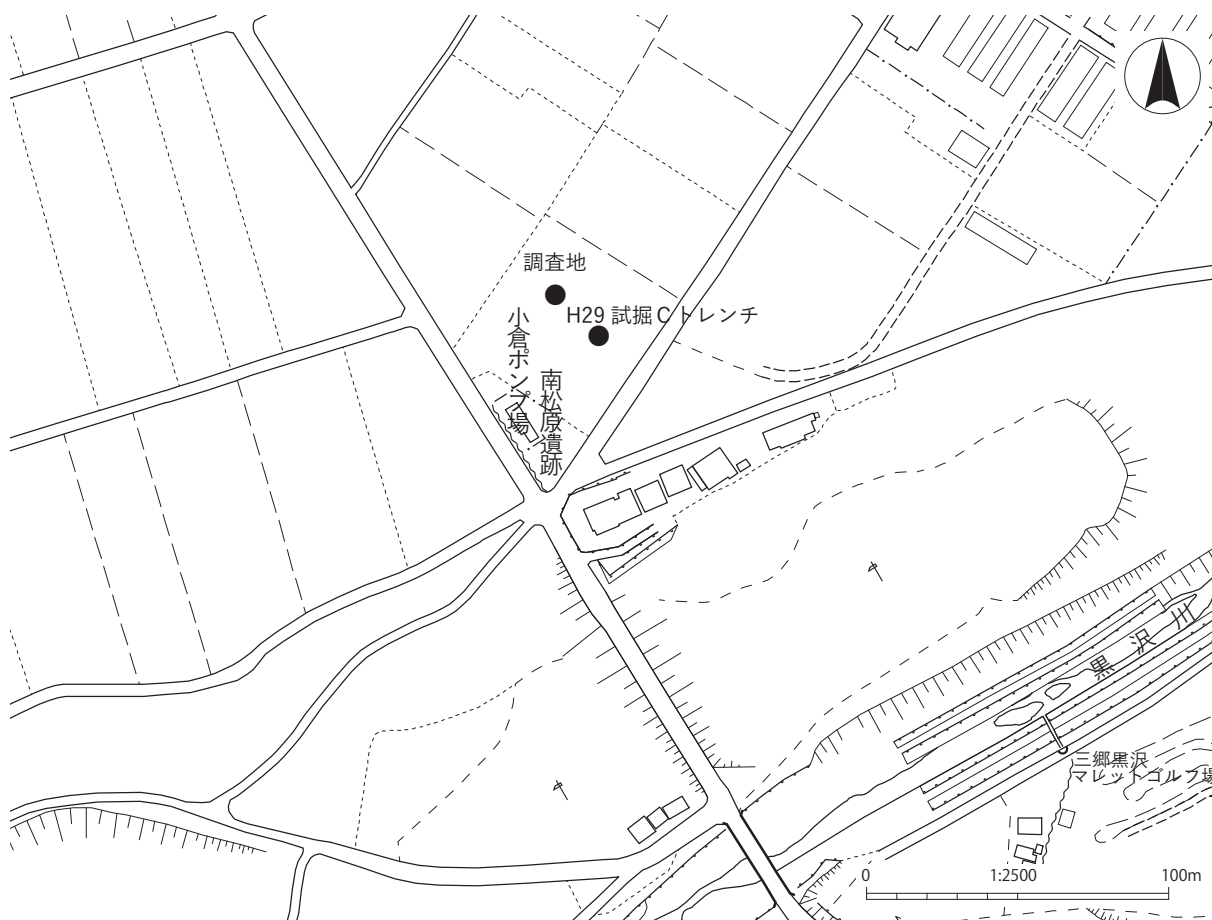 調査地
H29 試掘 C トレンチ
小倉ポンプ場
南松原遺跡
黒沢川
三郷黒沢
マレットゴルフ場
0 1:2500 100m